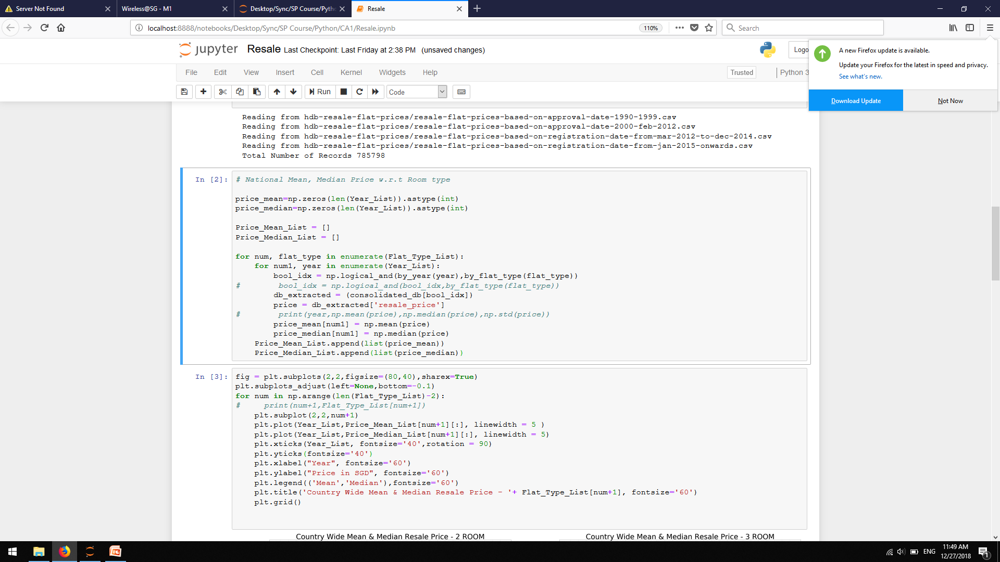 Server Not Found
Wireless@SG - M1
Desktop/Sync/SP Course/Pyth
Resale
localhost:8888/notebooks/Desktop/Sync/SP Course/Python/CA1/Resale.ipynb
110%
Search
jupyter Resale Last Checkpoint: Last Friday at 2:38 PM (unsaved changes)
Logo
A new Firefox update is available.
Update your Firefox for the latest in speed and privacy.
See what's new.
Download Update
Not Now
File Edit View Insert Cell Kernel Widgets Help
Trusted
Python 3
Run
Code
Reading from hdb-resale-flat-prices/resale-flat-prices-based-on-approval-date-1990-1999.csv
Reading from hdb-resale-flat-prices/resale-flat-prices-based-on-approval-date-2000-feb-2012.csv
Reading from hdb-resale-flat-prices/resale-flat-prices-based-on-registration-date-from-mar-2012-to-dec-2014.csv
Reading from hdb-resale-flat-prices/resale-flat-prices-based-on-registration-date-from-jan-2015-onwards.csv
Total Number of Records 785798
In [2]:
# National Mean, Median Price w.r.t Room type
price_mean=np.zeros(len(Year_List)).astype(int)
price_median=np.zeros(len(Year_List)).astype(int)
Price_Mean_List = []
Price_Median_List = []
for num, flat_type in enumerate(Flat_Type_List):
    for num1, year in enumerate(Year_List):
        bool_idx = np.logical_and(by_year(year),by_flat_type(flat_type))
#        bool_idx = np.logical_and(bool_idx,by_flat_type(flat_type))
        db_extracted = (consolidated_db[bool_idx])
        price = db_extracted['resale_price']
#        print(year,np.mean(price),np.median(price),np.std(price))
        price_mean[num1] = np.mean(price)
        price_median[num1] = np.median(price)
    Price_Mean_List.append(list(price_mean))
    Price_Median_List.append(list(price_median))
In [3]:
fig = plt.subplots(2,2,figsize=(80,40),sharex=True)
plt.subplots_adjust(left=None,bottom=-0.1)
for num in np.arange(len(Flat_Type_List)-2):
#     print(num+1,Flat_Type_List[num+1])
    plt.subplot(2,2,num+1)
    plt.plot(Year_List,Price_Mean_List[num+1][:], linewidth = 5 )
    plt.plot(Year_List,Price_Median_List[num+1][:], linewidth = 5)
    plt.xticks(Year_List, fontsize='40',rotation = 90)
    plt.yticks(fontsize='40')
    plt.xlabel("Year", fontsize='60')
    plt.ylabel("Price in SGD", fontsize='60')
    plt.legend(('Mean','Median'),fontsize='60')
    plt.title('Country Wide Mean & Median Resale Price - '+ Flat_Type_List[num+1], fontsize='60')
    plt.grid()
Country Wide Mean & Median Resale Price - 2 ROOM
Country Wide Mean & Median Resale Price - 3 ROOM
ENG
11:49 AM
12/27/2018
1